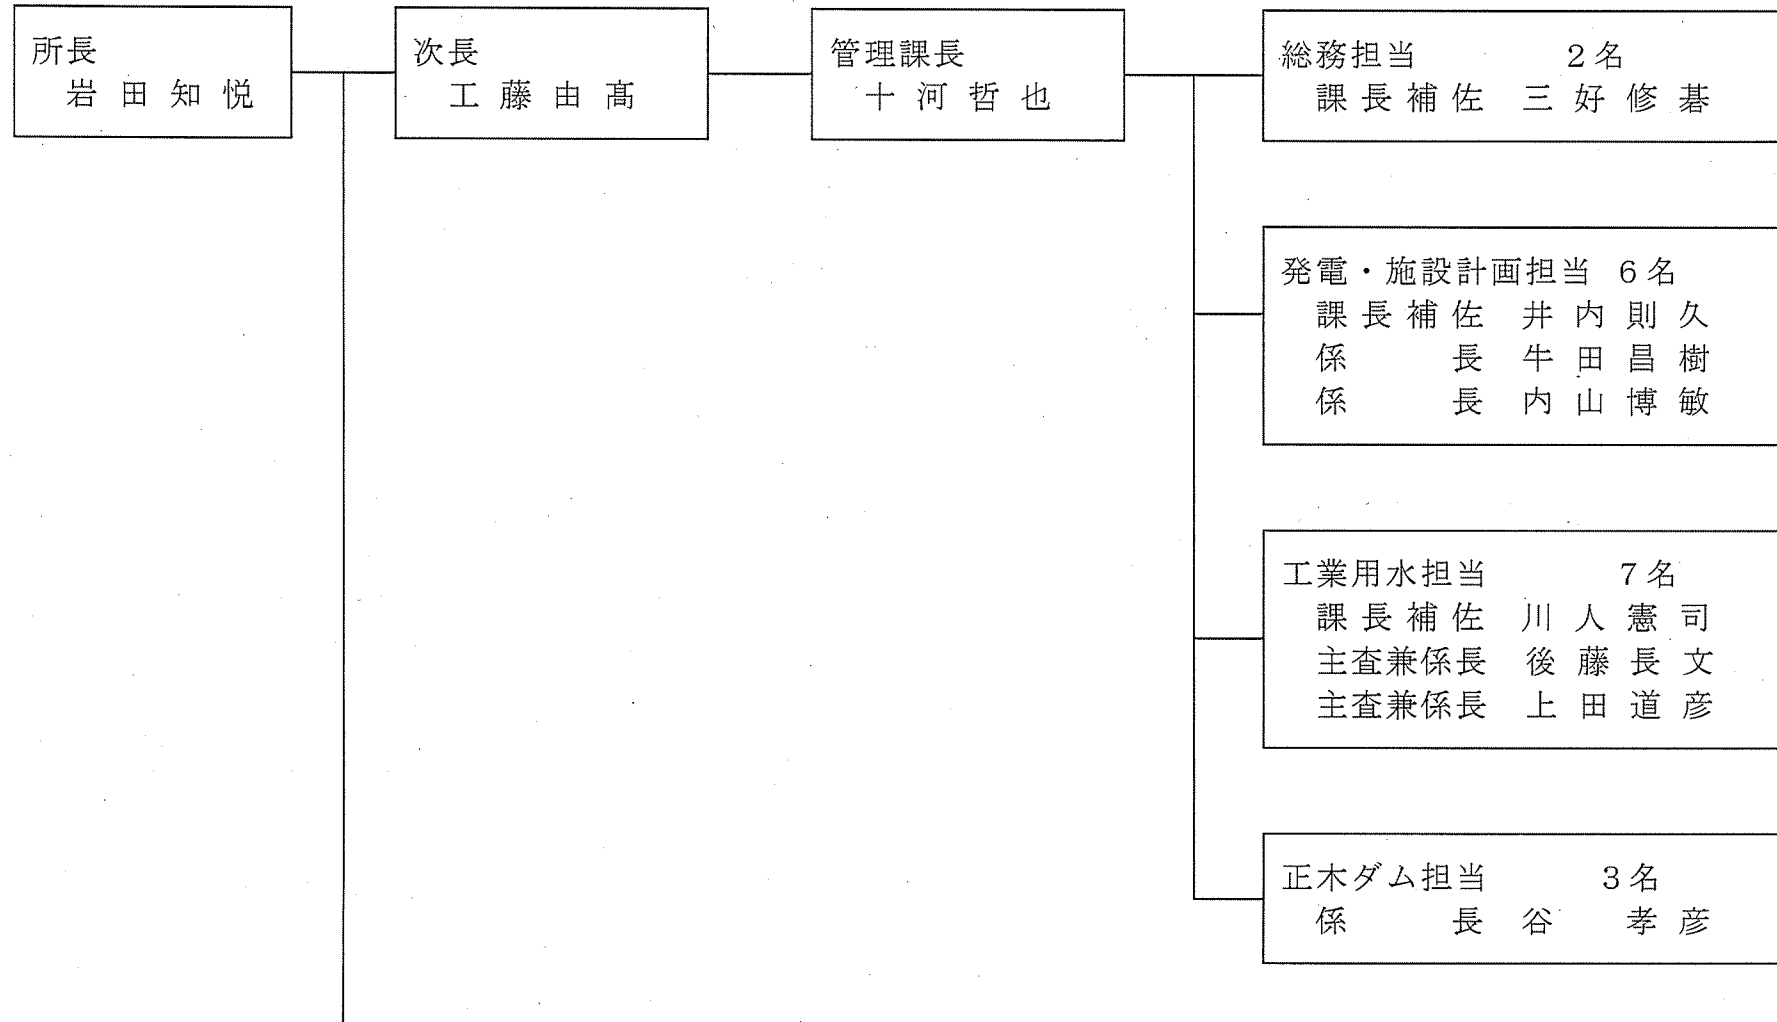 所長
岩田知悦
次長
工藤由髙
管理課長
十河哲也
総務担当 2名
課長補佐 三好修碁
発電・施設計画担当 6名
課長補佐 井内則久
係長 牛田昌樹
係長 内山博敏
工業用水担当 7名
課長補佐 川人憲司
主査兼係長 後藤長文
主査兼係長 上田道彦
正木ダム担当 3名
係長 谷 孝彦